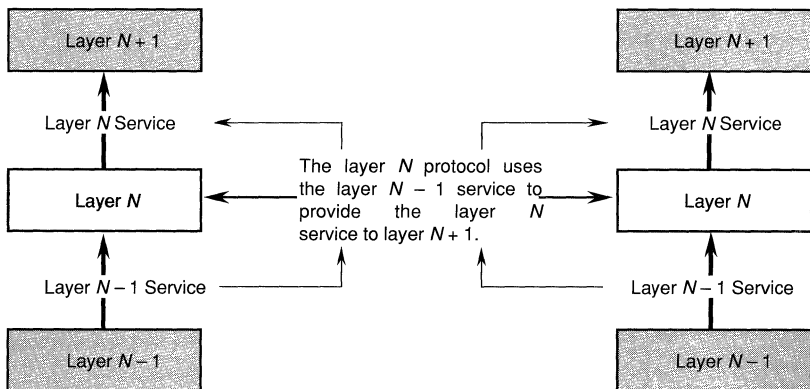 Layer N + 1
Layer N + 1
Layer N Service
Layer N Service
The layer N protocol uses
the layer N – 1 service to
provide the layer N
service to layer N + 1.
Layer N
Layer N
Layer N – 1 Service
Layer N – 1 Service
Layer N – 1
Layer N – 1